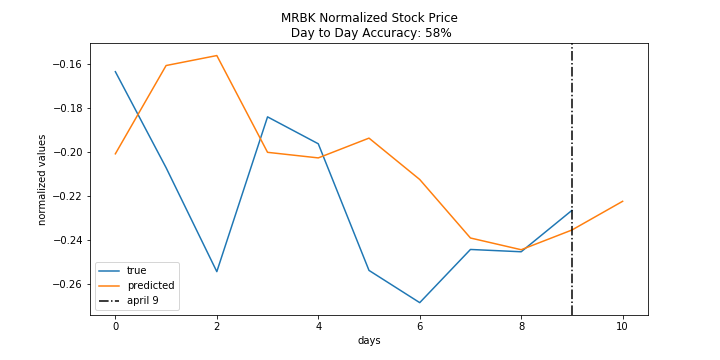 MRBK Normalized Stock Price
Day to Day Accuracy: 58%
normalized values
−0.16
−0.18
−0.20
−0.22
−0.24
−0.26
true
predicted
april 9
0
2
4
6
8
10
days